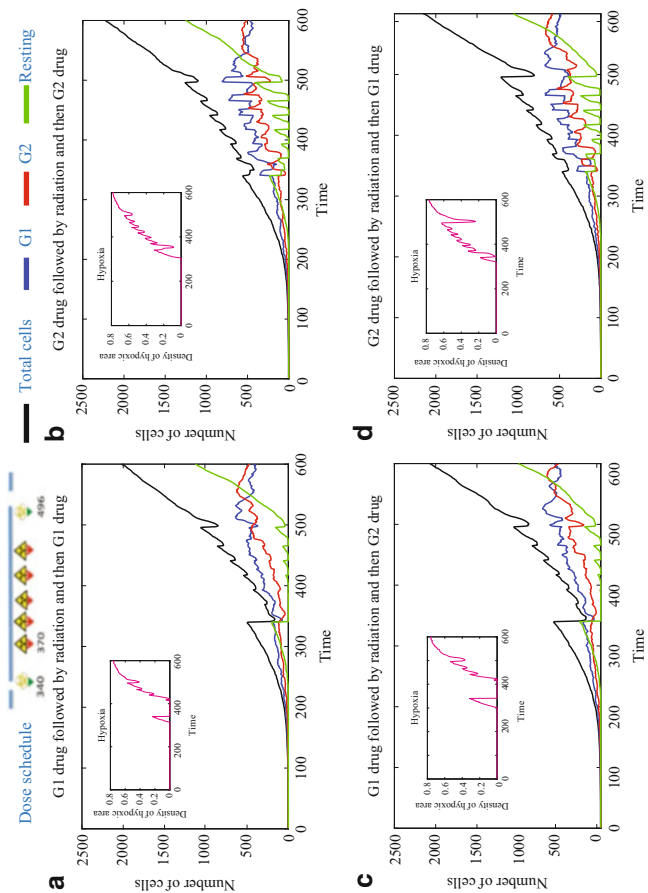 Dose schedule
340
370
496
Total cells
G1
G2
Resting
a
G1 drug followed by radiation and then G1 drug
Number of cells
2500
2000
1500
1000
500
0
0
100
200
300
400
500
600
Time
Hypoxia
Density of hypoxic area
0.8
0.6
0.4
0.2
0
0
200
400
600
Time
b
G2 drug followed by radiation and then G2 drug
Number of cells
2500
2000
1500
1000
500
0
0
100
200
300
400
500
600
Time
Hypoxia
Density of hypoxic area
0.8
0.6
0.4
0.2
0
0
200
400
600
c
G1 drug followed by radiation and then G2 drug
Number of cells
2500
2000
1500
1000
500
0
0
100
200
300
400
500
600
Time
Hypoxia
Density of hypoxic area
0.8
0.6
0.4
0.2
0
0
200
400
600
Time
d
G2 drug followed by radiation and then G1 drug
Number of cells
2500
2000
1500
1000
500
0
0
100
200
300
400
500
600
Time
Hypoxia
Density of hypoxic area
0.8
0.6
0.4
0.2
0
0
200
400
600
Time